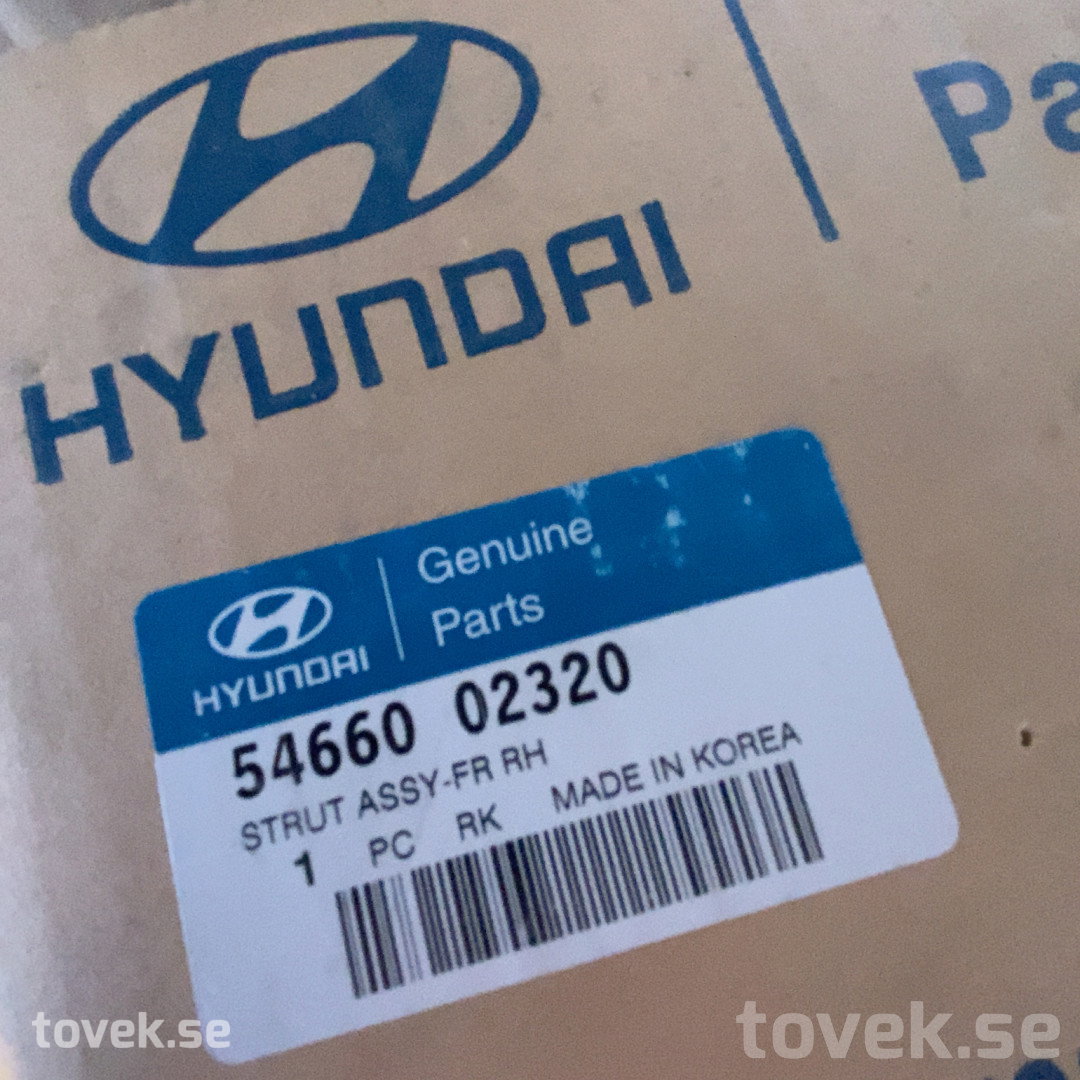 HYUNDAI
HYUNDAI
Genuine
Parts
54660 02320
STRUT ASSY-FR RH
1 PC RK MADE IN KOREA
tovek.se
tovek.se